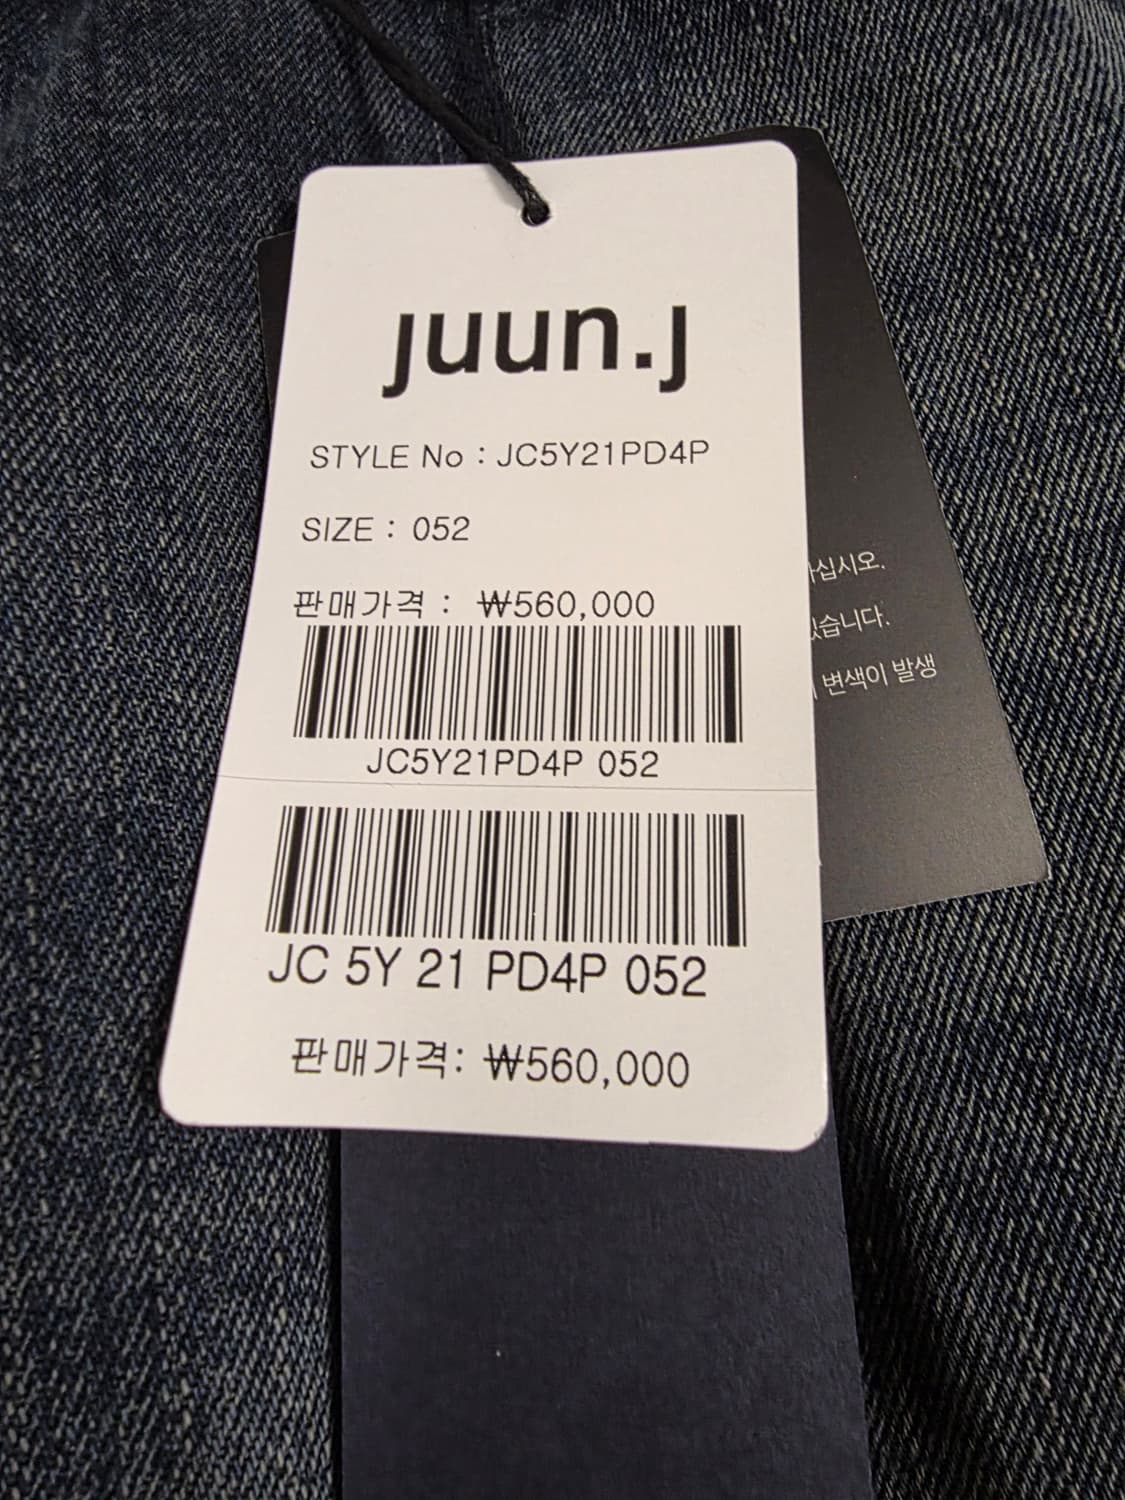 juun.j
STYLE No : JC5Y21PD4P
SIZE : 052
판매가격 : ₩560,000
JC5Y21PD4P 052
JC 5Y 21 PD4P 052
판매가격: ₩560,000
십시오.
습니다.
변색이 발생